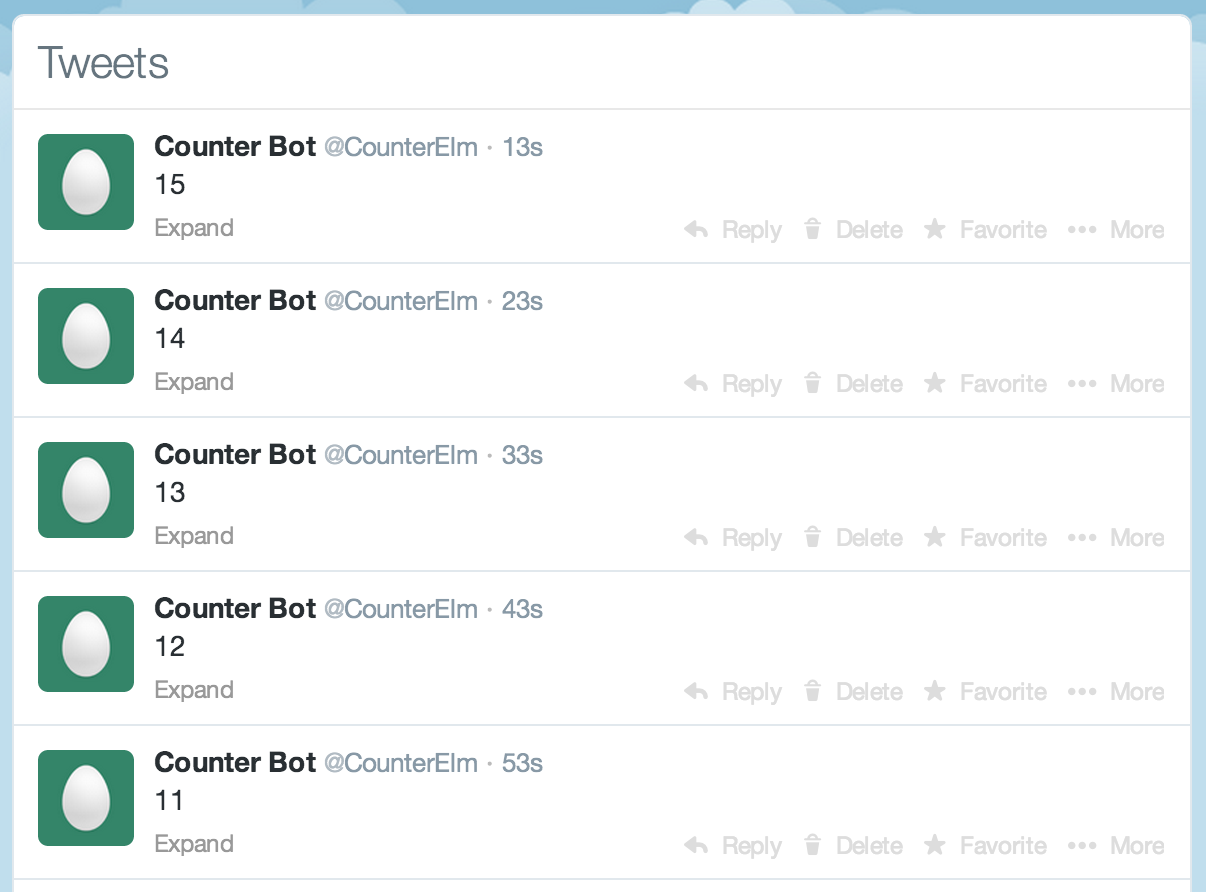 Tweets
Counter Bot @CounterElm · 13s
15
Expand Reply Delete Favorite ••• More
Counter Bot @CounterElm · 23s
14
Expand Reply Delete Favorite ••• More
Counter Bot @CounterElm · 33s
13
Expand Reply Delete Favorite ••• More
Counter Bot @CounterElm · 43s
12
Expand Reply Delete Favorite ••• More
Counter Bot @CounterElm · 53s
11
Expand Reply Delete Favorite ••• More